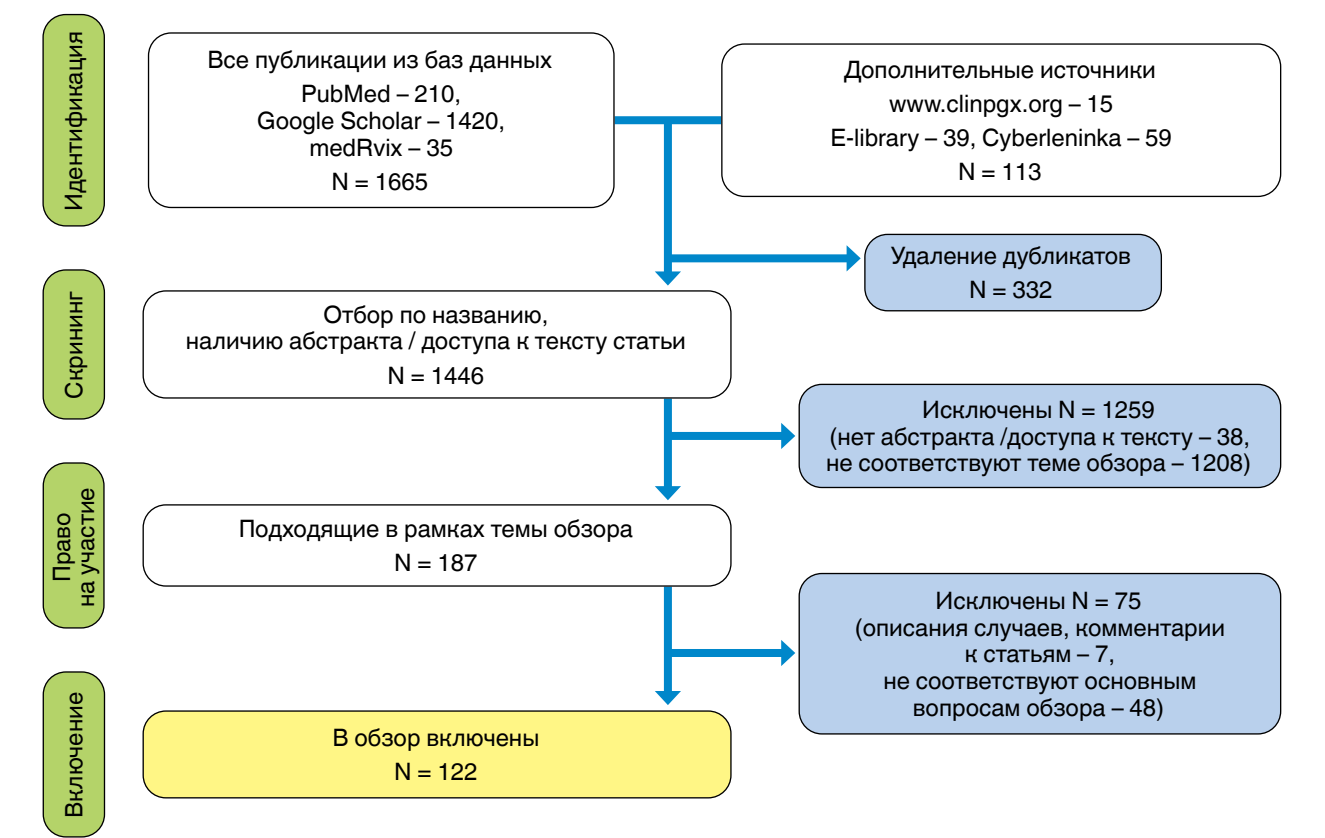 Идентификация
Все публикации из баз данных
PubMed – 210,
Google Scholar – 1420,
medRvix – 35
N = 1665
Дополнительные источники
www.clinpgx.org – 15
E-library – 39, Cyberleninka – 59
N = 113
Удаление дубликатов
N = 332
Скрининг
Отбор по названию,
наличию абстракта / доступа к тексту статьи
N = 1446
Исключены N = 1259
(нет абстракта /доступа к тексту – 38,
не соответствуют теме обзора – 1208)
Право
на участие
Подходящие в рамках темы обзора
N = 187
Исключены N = 75
(описания случаев, комментарии
к статьям – 7,
не соответствуют основным
вопросам обзора – 48)
Включение
В обзор включены
N = 122